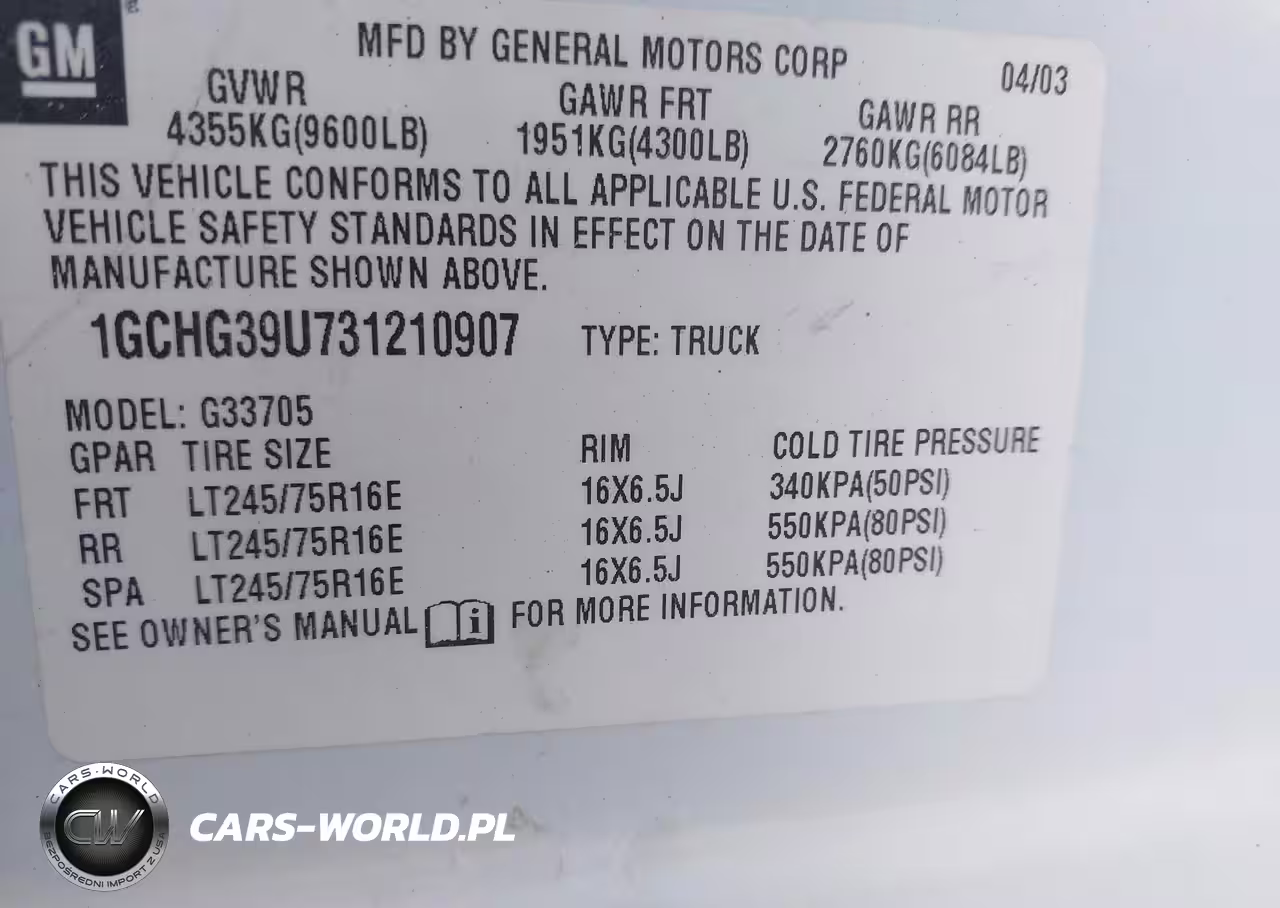 GM
MFD BY GENERAL MOTORS CORP
04/03
GVWR GAWR FRT GAWR RR
4355KG(9600LB) 1951KG(4300LB) 2760KG(6084LB)
THIS VEHICLE CONFORMS TO ALL APPLICABLE U.S. FEDERAL MOTOR
VEHICLE SAFETY STANDARDS IN EFFECT ON THE DATE OF
MANUFACTURE SHOWN ABOVE.
1GCHG39U731210907 TYPE: TRUCK
MODEL: G33705
GPAR TIRE SIZE RIM COLD TIRE PRESSURE
FRT LT245/75R16E 16X6.5J 340KPA(50PSI)
RR LT245/75R16E 16X6.5J 550KPA(80PSI)
SPA LT245/75R16E 16X6.5J 550KPA(80PSI)
SEE OWNER'S MANUAL i FOR MORE INFORMATION.
CARS-WORLD
CW
BEZPOŚREDNI IMPORT Z USA
CARS-WORLD.PL